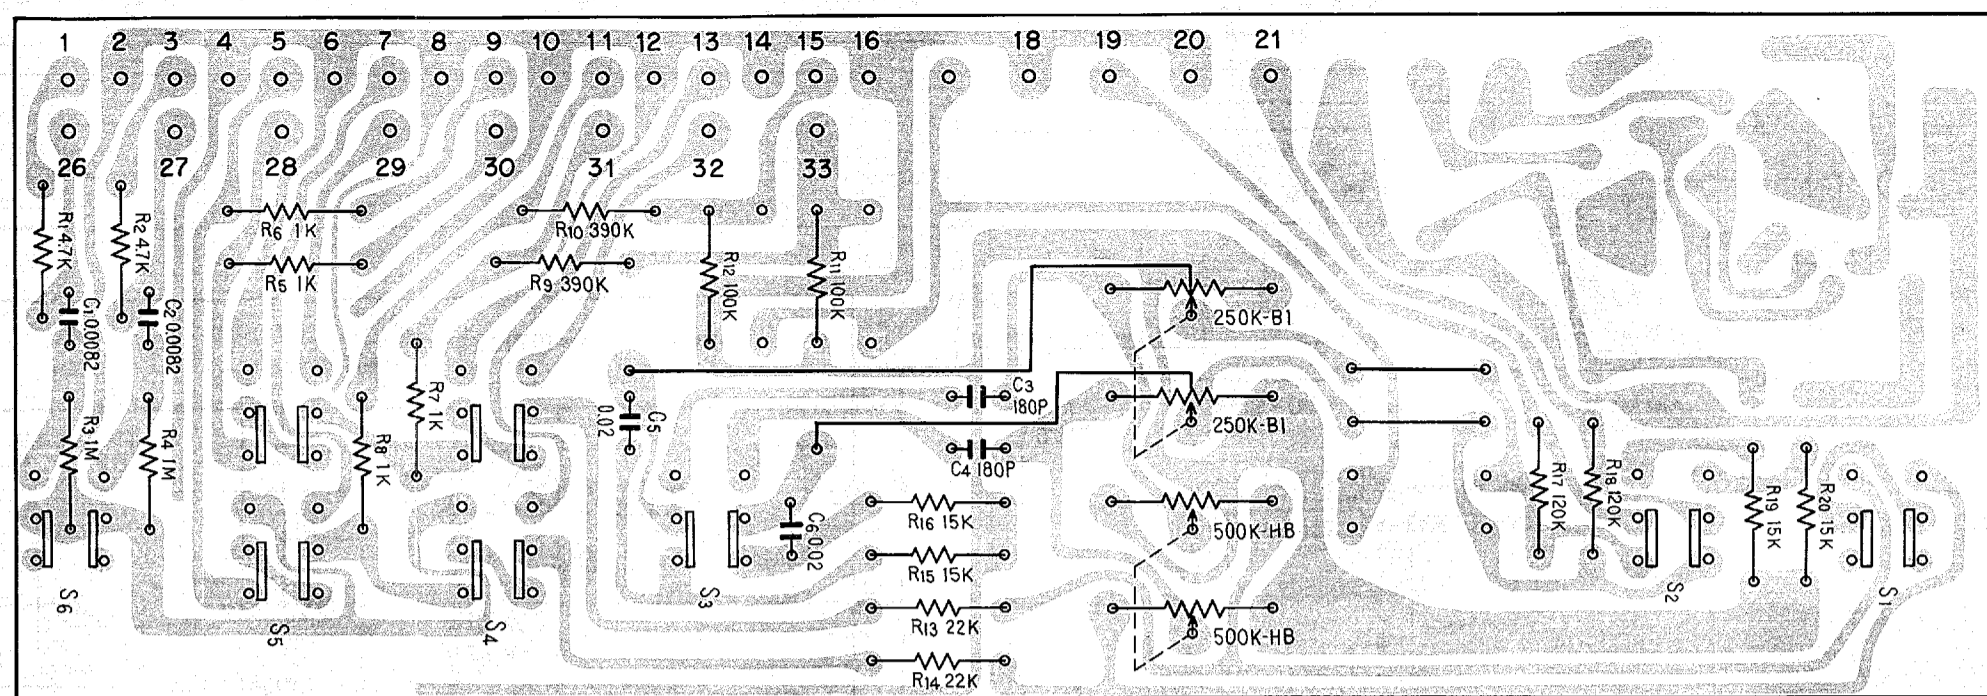 1 2 3 4 5 6 7 8 9 10 11 12 13 14 15 16 18 19 20 21
26 27 28 29 30 31 32 33
R1 4.7K
R2 4.7K
R6 1K
R5 1K
R10 390K
R9 390K
R12 100K
R11 100K
C1 0.0082
C2 0.0082
250K-B1
R3 1M
R4 1M
R8 1K
R7 1K
C5 0.02
C3 180P
250K-B1
C4 180P
R16 15K
C6 0.02
500K-HB
R17 120K
R18 120K
R19 15K
R20 15K
R15 15K
S6
S5
S4
S3
R13 22K
500K-HB
S2
S1
R14 22K